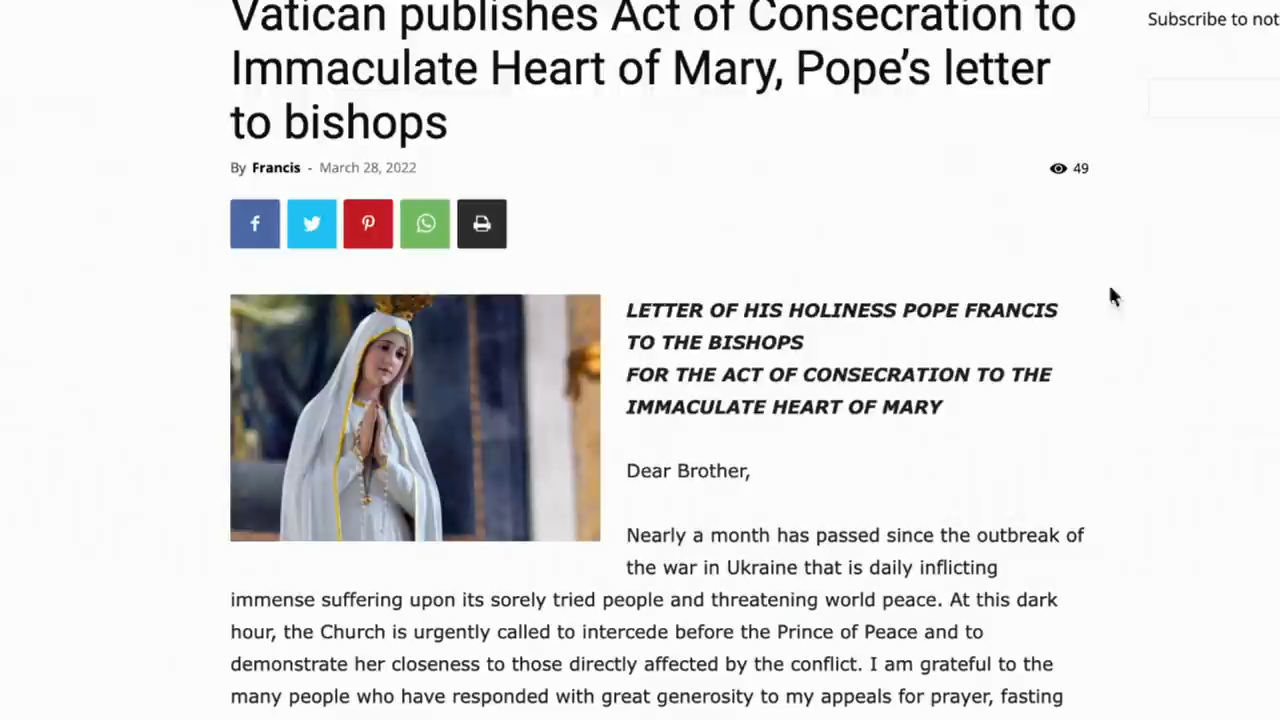 Vatican publishes Act of Consecration to
Immaculate Heart of Mary, Pope’s letter
to bishops
Subscribe to not
By Francis - March 28, 2022
49
LETTER OF HIS HOLINESS POPE FRANCIS
TO THE BISHOPS
FOR THE ACT OF CONSECRATION TO THE
IMMACULATE HEART OF MARY
Dear Brother,
Nearly a month has passed since the outbreak of
the war in Ukraine that is daily inflicting
immense suffering upon its sorely tried people and threatening world peace. At this dark
hour, the Church is urgently called to intercede before the Prince of Peace and to
demonstrate her closeness to those directly affected by the conflict. I am grateful to the
many people who have responded with great generosity to my appeals for prayer, fasting